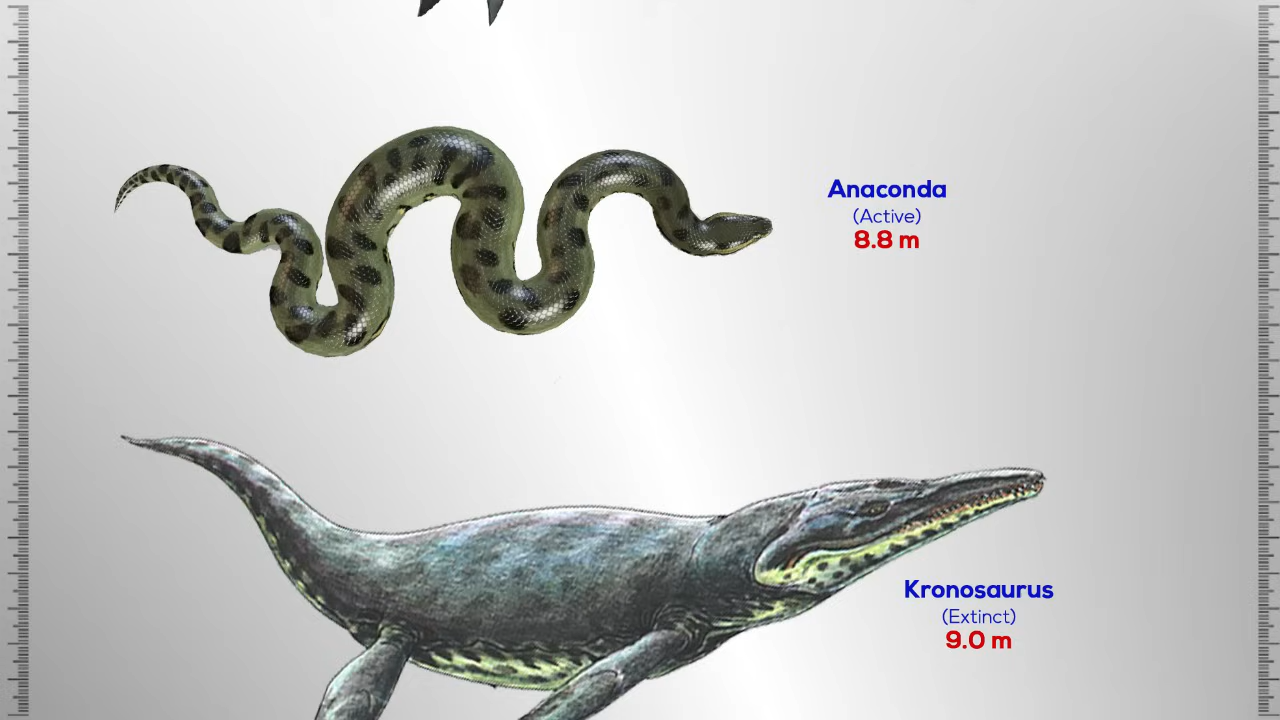 Anaconda
(Active)
8.8 m
Kronosaurus
(Extinct)
9.0 m